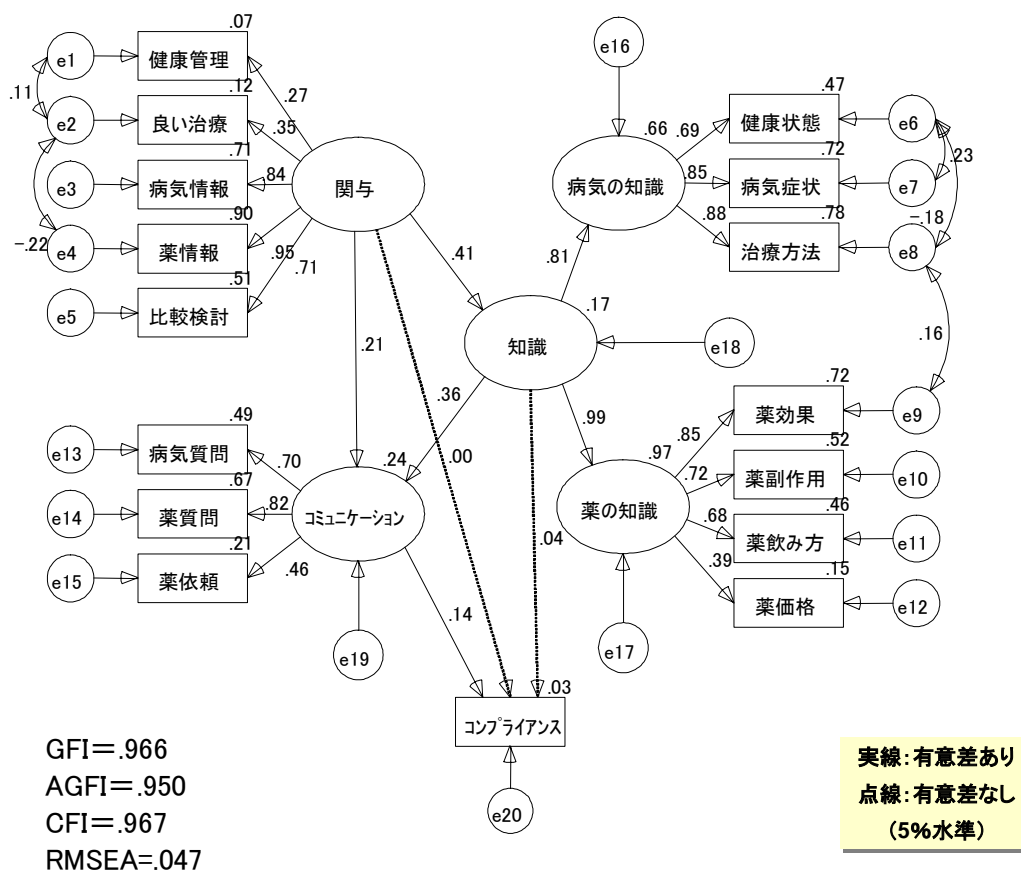 .07
e1
健康管理
.27
.11
.12
e2
良い治療
.35
.71
e3
病気情報
.84
関与
.90
-.22
e4
薬情報
.95
.71
.51
e5
比較検討
e16
.47
.66
.69
健康状態
e6
.23
病気の知識
.72
.85
病気症状
e7
.88
.78
-.18
治療方法
e8
.41
.81
.17
知識
e18
.16
.21
.36
.99
.72
薬効果
e9
.49
e13
病気質問
.70
.24
.00
.97
.85
.52
.72
薬副作用
e10
.67
e14
薬質問
.82
コミュニケーション
薬の知識
.04
.68
.46
薬飲み方
e11
.21
e15
薬依頼
.46
.39
.15
薬価格
e12
.14
e19
e17
.03
コンプライアンス
e20
GFI=.966
AGFI=.950
CFI=.967
RMSEA=.047
実線:有意差あり
点線:有意差なし
(5%水準)